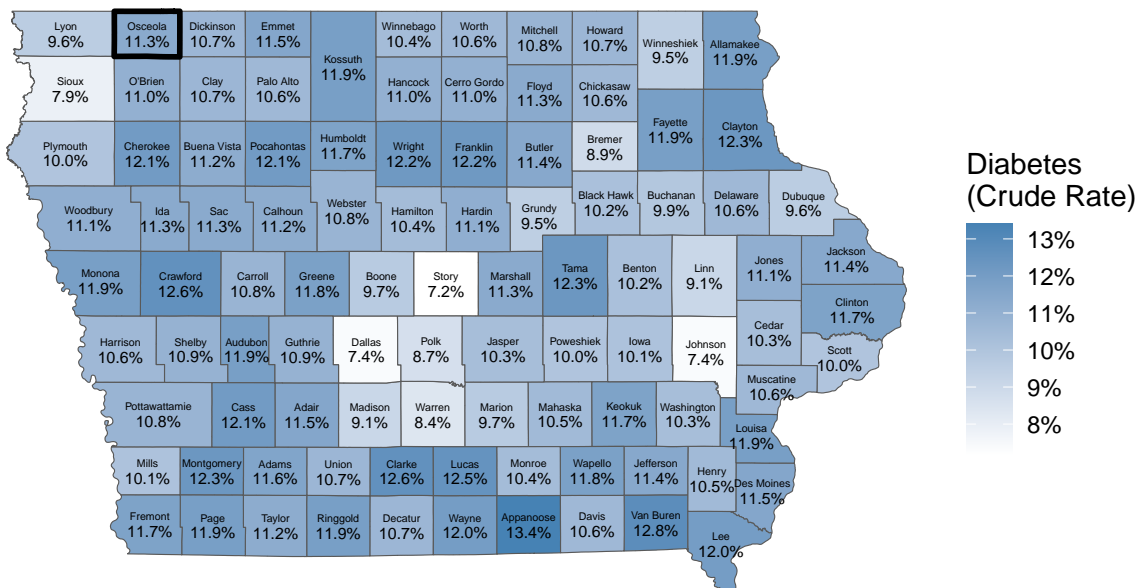 Lyon
9.6%
Osceola
11.3%
Dickinson
10.7%
Emmet
11.5%
Kossuth
11.9%
Winnebago
10.4%
Worth
10.6%
Mitchell
10.8%
Howard
10.7%
Winneshiek
9.5%
Allamakee
11.9%
Sioux
7.9%
O'Brien
11.0%
Clay
10.7%
Palo Alto
10.6%
Hancock
11.0%
Cerro Gordo
11.0%
Floyd
11.3%
Chickasaw
10.6%
Fayette
11.9%
Clayton
12.3%
Plymouth
10.0%
Cherokee
12.1%
Buena Vista
11.2%
Pocahontas
12.1%
Humboldt
11.7%
Wright
12.2%
Franklin
12.2%
Butler
11.4%
Bremer
8.9%
Woodbury
11.1%
Ida
11.3%
Sac
11.3%
Calhoun
11.2%
Webster
10.8%
Hamilton
10.4%
Hardin
11.1%
Grundy
9.5%
Black Hawk
10.2%
Buchanan
9.9%
Delaware
10.6%
Dubuque
9.6%
Monona
11.9%
Crawford
12.6%
Carroll
10.8%
Greene
11.8%
Boone
9.7%
Story
7.2%
Marshall
11.3%
Tama
12.3%
Benton
10.2%
Linn
9.1%
Jones
11.1%
Jackson
11.4%
Clinton
11.7%
Harrison
10.6%
Shelby
10.9%
Audubon
11.9%
Guthrie
10.9%
Dallas
7.4%
Polk
8.7%
Jasper
10.3%
Poweshiek
10.0%
Iowa
10.1%
Johnson
7.4%
Cedar
10.3%
Scott
10.0%
Muscatine
10.6%
Pottawattamie
10.8%
Cass
12.1%
Adair
11.5%
Madison
9.1%
Warren
8.4%
Marion
9.7%
Mahaska
10.5%
Keokuk
11.7%
Washington
10.3%
Louisa
11.9%
Mills
10.1%
Montgomery
12.3%
Adams
11.6%
Union
10.7%
Clarke
12.6%
Lucas
12.5%
Monroe
10.4%
Wapello
11.8%
Jefferson
11.4%
Henry
10.5%
Des Moines
11.5%
Fremont
11.7%
Page
11.9%
Taylor
11.2%
Ringgold
11.9%
Decatur
10.7%
Wayne
12.0%
Appanoose
13.4%
Davis
10.6%
Van Buren
12.8%
Lee
12.0%
Diabetes
(Crude Rate)
13%
12%
11%
10%
9%
8%